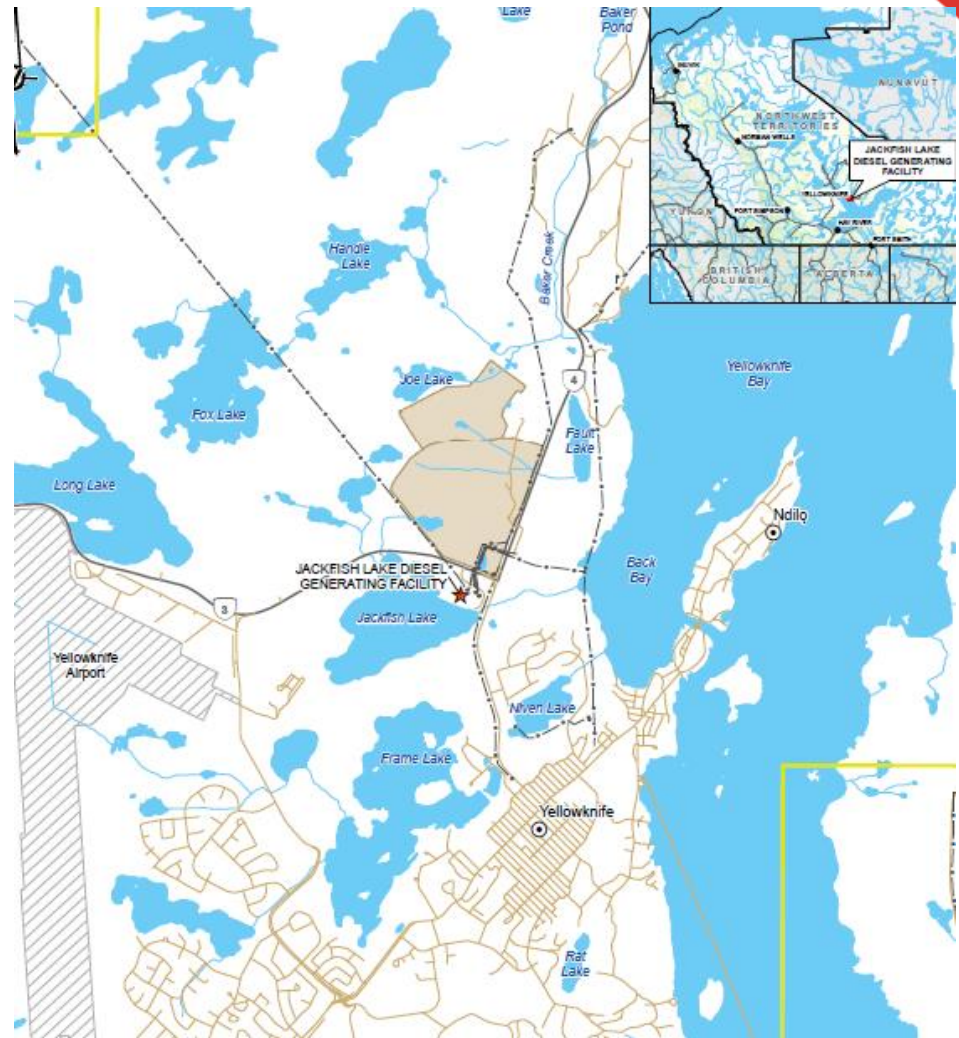 Lake
Baker
Pond
INUVIK
NUNAVUT
NORTHWEST
TERRITORIES
NORMAN WELLS
JACKFISH LAKE
DIESEL GENERATING
FACILITY
YELLOWKNIFE
YUKON
FORT SIMPSON
HAY RIVER
FORT SMITH
BRITISH
COLUMBIA
ALBERTA
Handle
Lake
Baker Creek
Yellowknife
Bay
Joe Lake
4
Fox Lake
Fault
Lake
Long Lake
Ndilǫ
Back
Bay
JACKFISH LAKE DIESEL
GENERATING FACILITY
3
Jackfish Lake
Yellowknife
Airport
Niven Lake
Frame Lake
Yellowknife
Rat
Lake